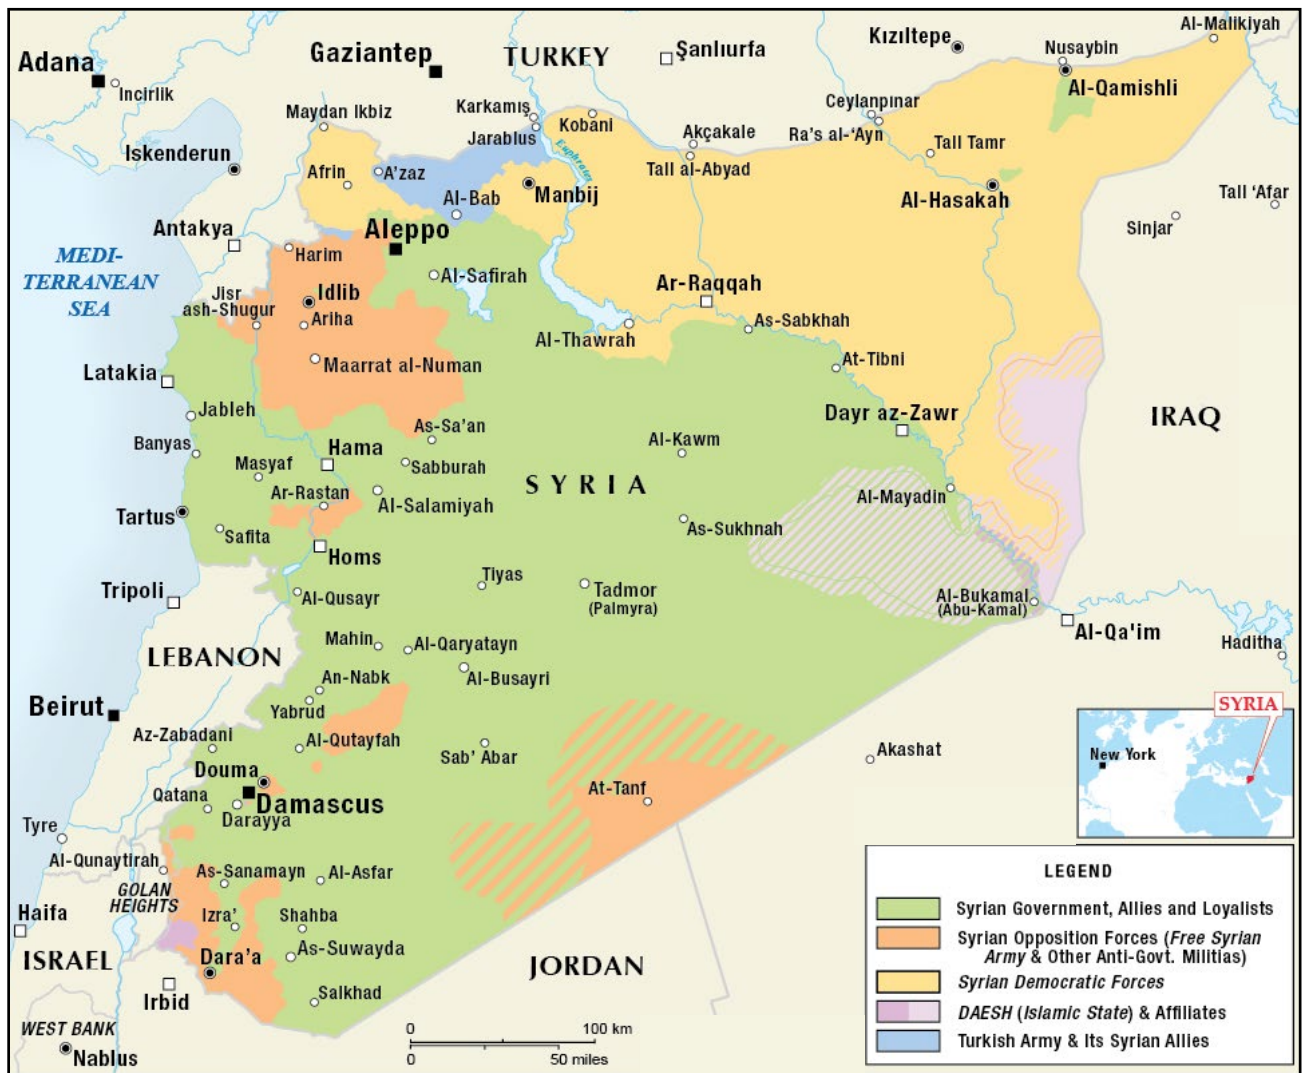 Al-Malikiyah
Adana
Gaziantep
TURKEY
Şanlıurfa
Kızıltepe
Nusaybin
Incirlik
Al-Qamishli
Maydan Ikbiz
Karkamış
Jarablus
Kobani
Ceylanpınar
Ra's al-‘Ayn
Akçakale
Tall al-Abyad
Tall Tamr
Iskenderun
Afrin
A’zaz
Euphrates
Al-Bab
Manbij
Al-Hasakah
Tall ‘Afar
Sinjar
Antakya
Aleppo
Harim
MEDI-
TERRANEAN
SEA
Al-Safirah
Ar-Raqqah
Jisr
ash-Shugur
Idlib
Ariha
As-Sabkhah
Al-Thawrah
At-Tibni
Maarrat al-Numan
Latakia
Jableh
Dayr az-Zawr
IRAQ
As-Sa’an
Banyas
Hama
Al-Kawm
Masyaf
Sabburah
SYRIA
Ar-Rastan
Al-Salamiyah
Al-Mayadin
Tartus
Safita
As-Sukhnah
Homs
Tiyas
Tadmor
(Palmyra)
Tripoli
Al-Qusayr
Al-Bukamal
(Abu-Kamal)
Al-Qa'im
Mahin
Al-Qaryatayn
Haditha
LEBANON
An-Nabk
Al-Busayri
Yabrud
Beirut
SYRIA
Az-Zabadani
Al-Qutayfah
Sab’ Abar
Akashat
New York
Douma
At-Tanf
Qatana
Damascus
Darayya
Tyre
Al-Qunaytirah
GOLAN
HEIGHTS
As-Sanamayn
Al-Asfar
LEGEND
Haifa
Izra’
Shahba
Syrian Government, Allies and Loyalists
Syrian Opposition Forces (Free Syrian
Army & Other Anti-Govt. Militias)
As-Suwayda
ISRAEL
Dara’a
JORDAN
Syrian Democratic Forces
Irbid
Salkhad
DAESH (Islamic State) & Affiliates
WEST BANK
Nablus
0 100 km
0 50 miles
Turkish Army & Its Syrian Allies